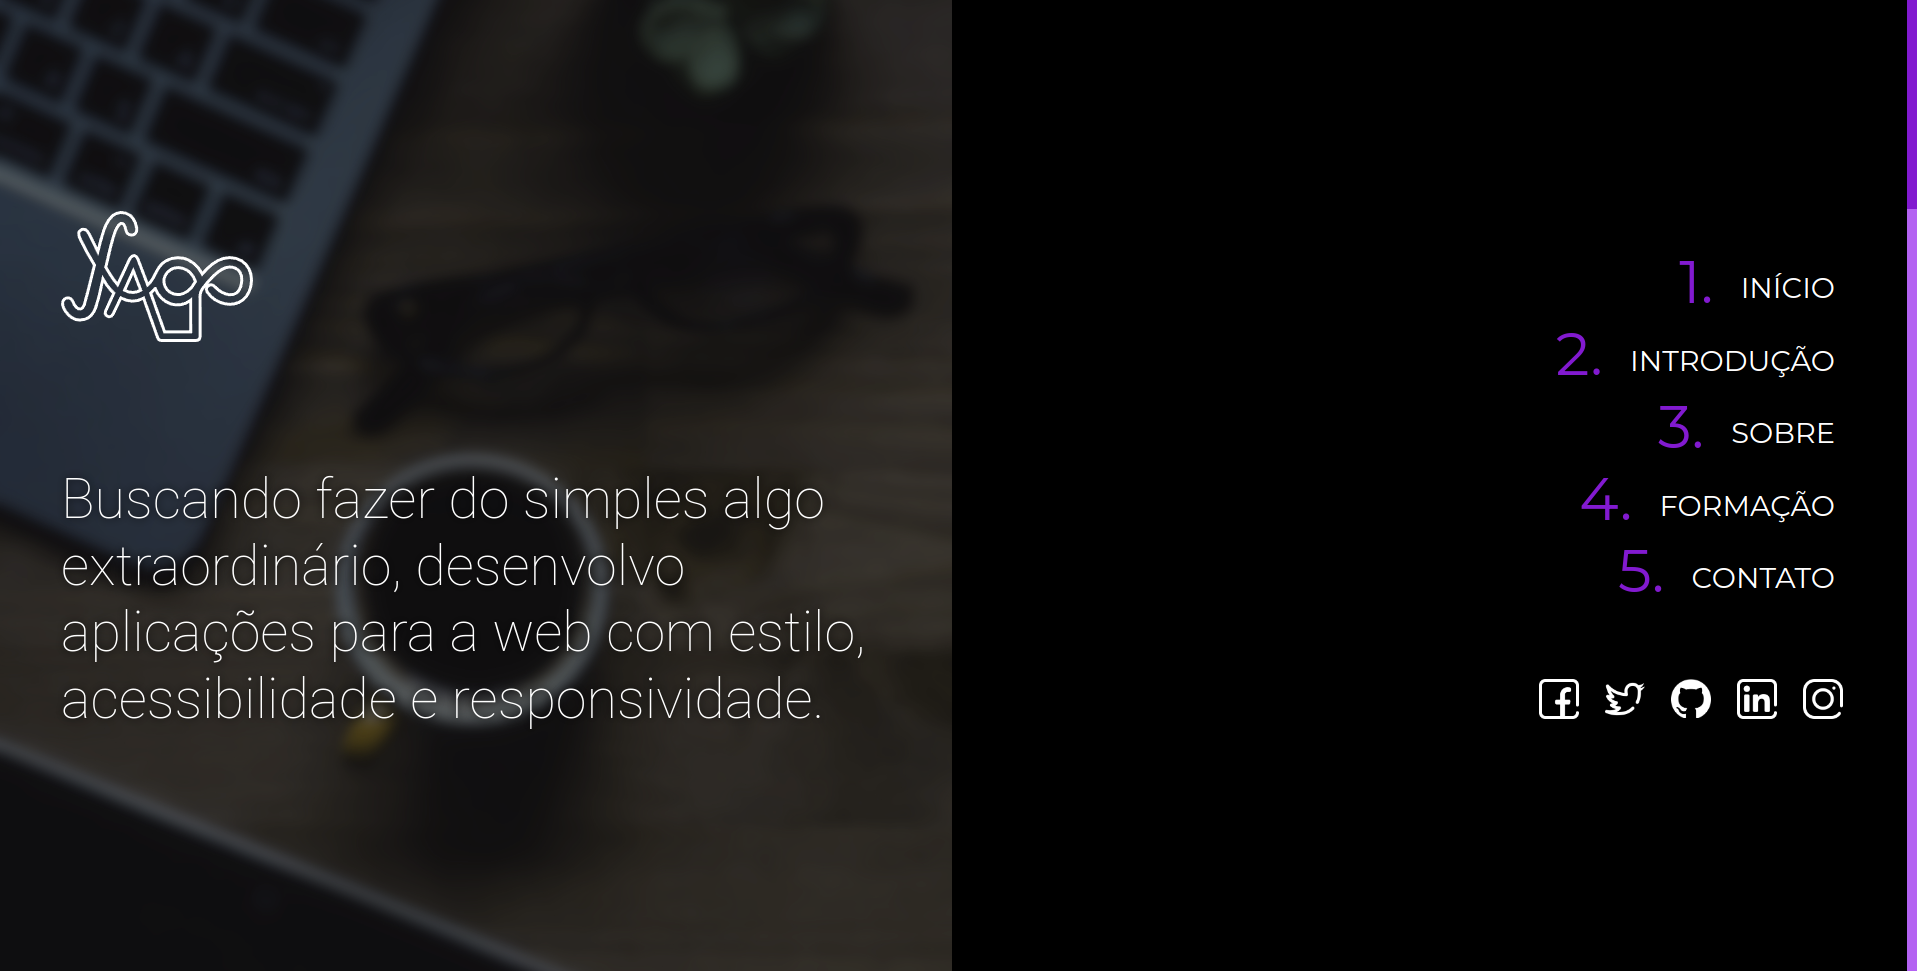 Xago
Buscando fazer do simples algo
extraordinário, desenvolvo
aplicações para a web com estilo,
acessibilidade e responsividade.
1. INÍCIO
2. INTRODUÇÃO
3. SOBRE
4. FORMAÇÃO
5. CONTATO